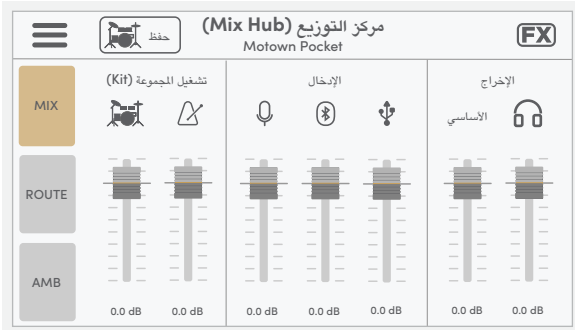 حفظ
مركز التوزيع (Mix Hub)
Motown Pocket
FX
MIX
ROUTE
AMB
تشغيل المجموعة (Kit)
الإدخال
الإخراج
الأساسي
0.0 dB
0.0 dB
0.0 dB
0.0 dB
0.0 dB
0.0 dB
0.0 dB